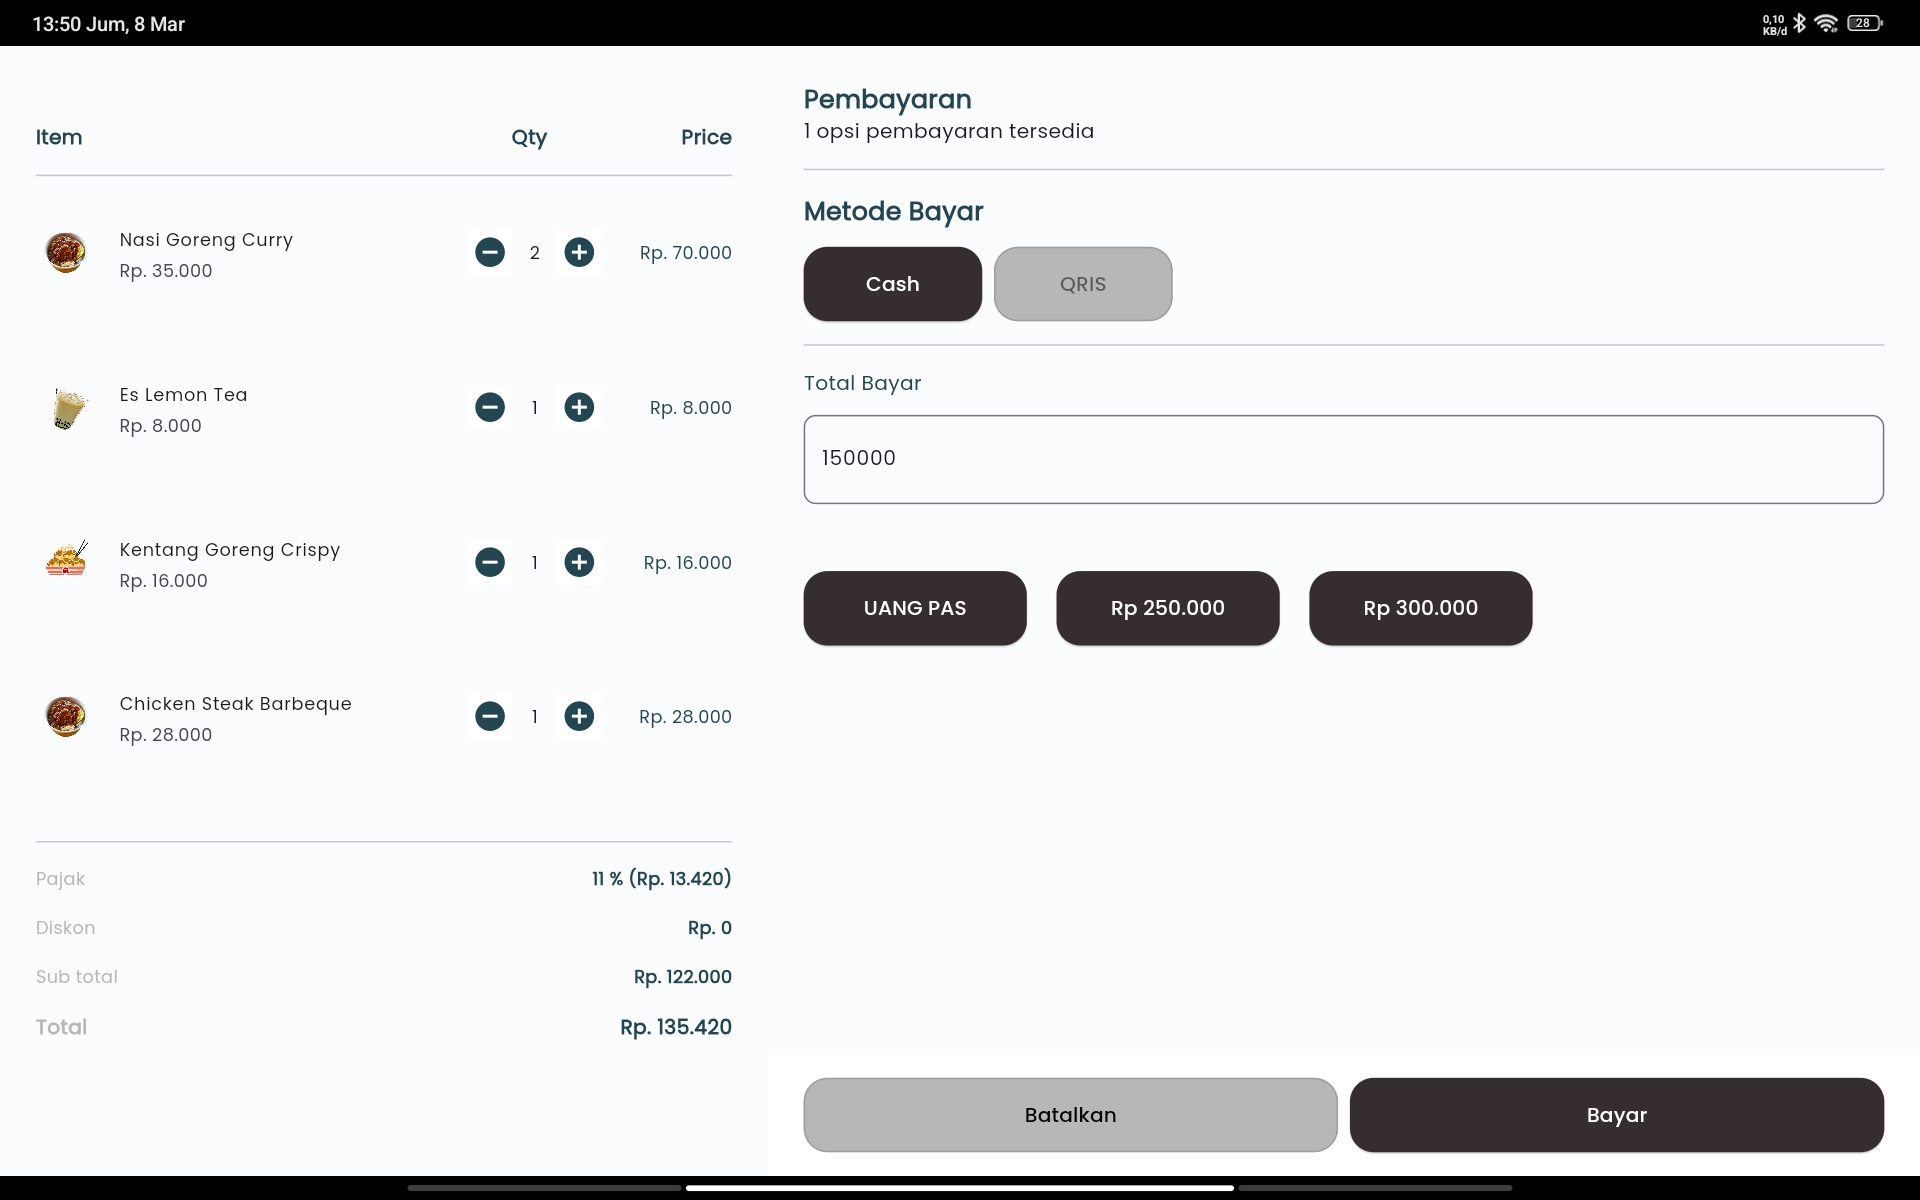 13:50 Jum, 8 Mar
0,10
KB/d
28
Item Qty Price
Nasi Goreng Curry
Rp. 35.000
2
Rp. 70.000
Es Lemon Tea
Rp. 8.000
1
Rp. 8.000
Kentang Goreng Crispy
Rp. 16.000
1
Rp. 16.000
Chicken Steak Barbeque
Rp. 28.000
1
Rp. 28.000
Pajak 11 % (Rp. 13.420)
Diskon Rp. 0
Sub total Rp. 122.000
Total Rp. 135.420
Pembayaran
1 opsi pembayaran tersedia
Metode Bayar
Cash QRIS
Total Bayar
150000
UANG PAS Rp 250.000 Rp 300.000
Batalkan Bayar